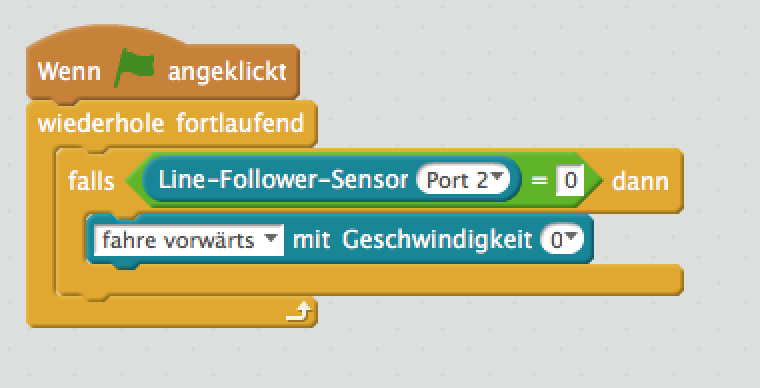 Wenn angeklickt
wiederhole fortlaufend
falls Line-Follower-Sensor Port 2 = 0 dann
fahre vorwärts mit Geschwindigkeit 0